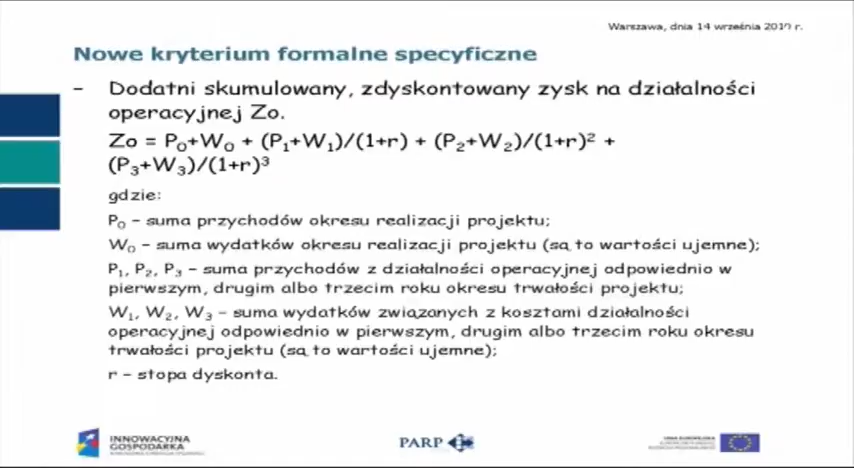 Warszawa, dnia 14 września 2010 r.
Nowe kryterium formalne specyficzne
– Dodatni skumulowany, zdyskontowany zysk na działalności
operacyjnej Zo.
Zo = P₀+W₀ + (P₁+W₁)/(1+r) + (P₂+W₂)/(1+r)² +
(P₃+W₃)/(1+r)³
gdzie:
P₀ – suma przychodów okresu realizacji projektu;
W₀ – suma wydatków okresu realizacji projektu (są to wartości ujemne);
P₁, P₂, P₃ – suma przychodów z działalności operacyjnej odpowiednio w
pierwszym, drugim albo trzecim roku okresu trwałości projektu;
W₁, W₂, W₃ – suma wydatków związanych z kosztami działalności
operacyjnej odpowiednio w pierwszym, drugim albo trzecim roku okresu
trwałości projektu (są to wartości ujemne);
r – stopa dyskonta.
INNOWACYJNA
GOSPODARKA
PARP
UNIA EUROPEJSKA